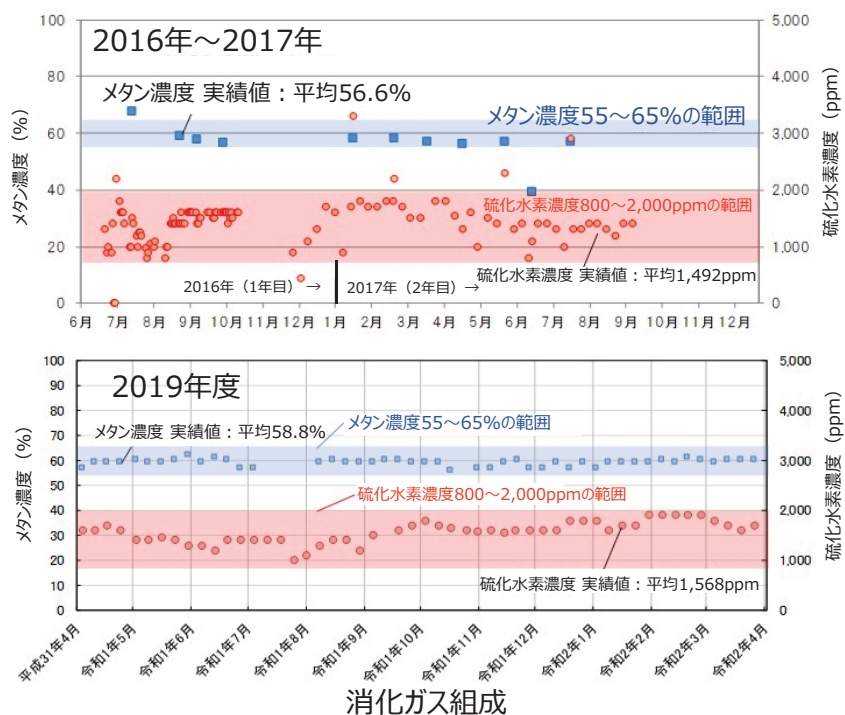 2016年～2017年
メタン濃度 実績値：平均56.6%
メタン濃度55～65%の範囲
硫化水素濃度800～2,000ppmの範囲
硫化水素濃度 実績値：平均1,492ppm
2016年（1年目）→
2017年（2年目）→
メタン濃度（%）
100
80
60
40
20
0
硫化水素濃度（ppm）
5,000
4,000
3,000
2,000
1,000
0
6月 7月 8月 9月 10月 11月 12月 1月 2月 3月 4月 5月 6月 7月 8月 9月 10月 11月 12月
2019年度
メタン濃度55～65%の範囲
メタン濃度 実績値：平均58.8%
硫化水素濃度800～2,000ppmの範囲
硫化水素濃度 実績値：平均1,568ppm
メタン濃度（%）
100
90
80
70
60
50
40
30
20
10
0
硫化水素濃度（ppm）
5,000
4,000
3,000
2,000
1,000
0
平成31年4月 令和1年5月 令和1年6月 令和1年7月 令和1年8月 令和1年9月 令和1年10月 令和1年11月 令和1年12月 令和2年1月 令和2年2月 令和2年3月 令和2年4月
消化ガス組成